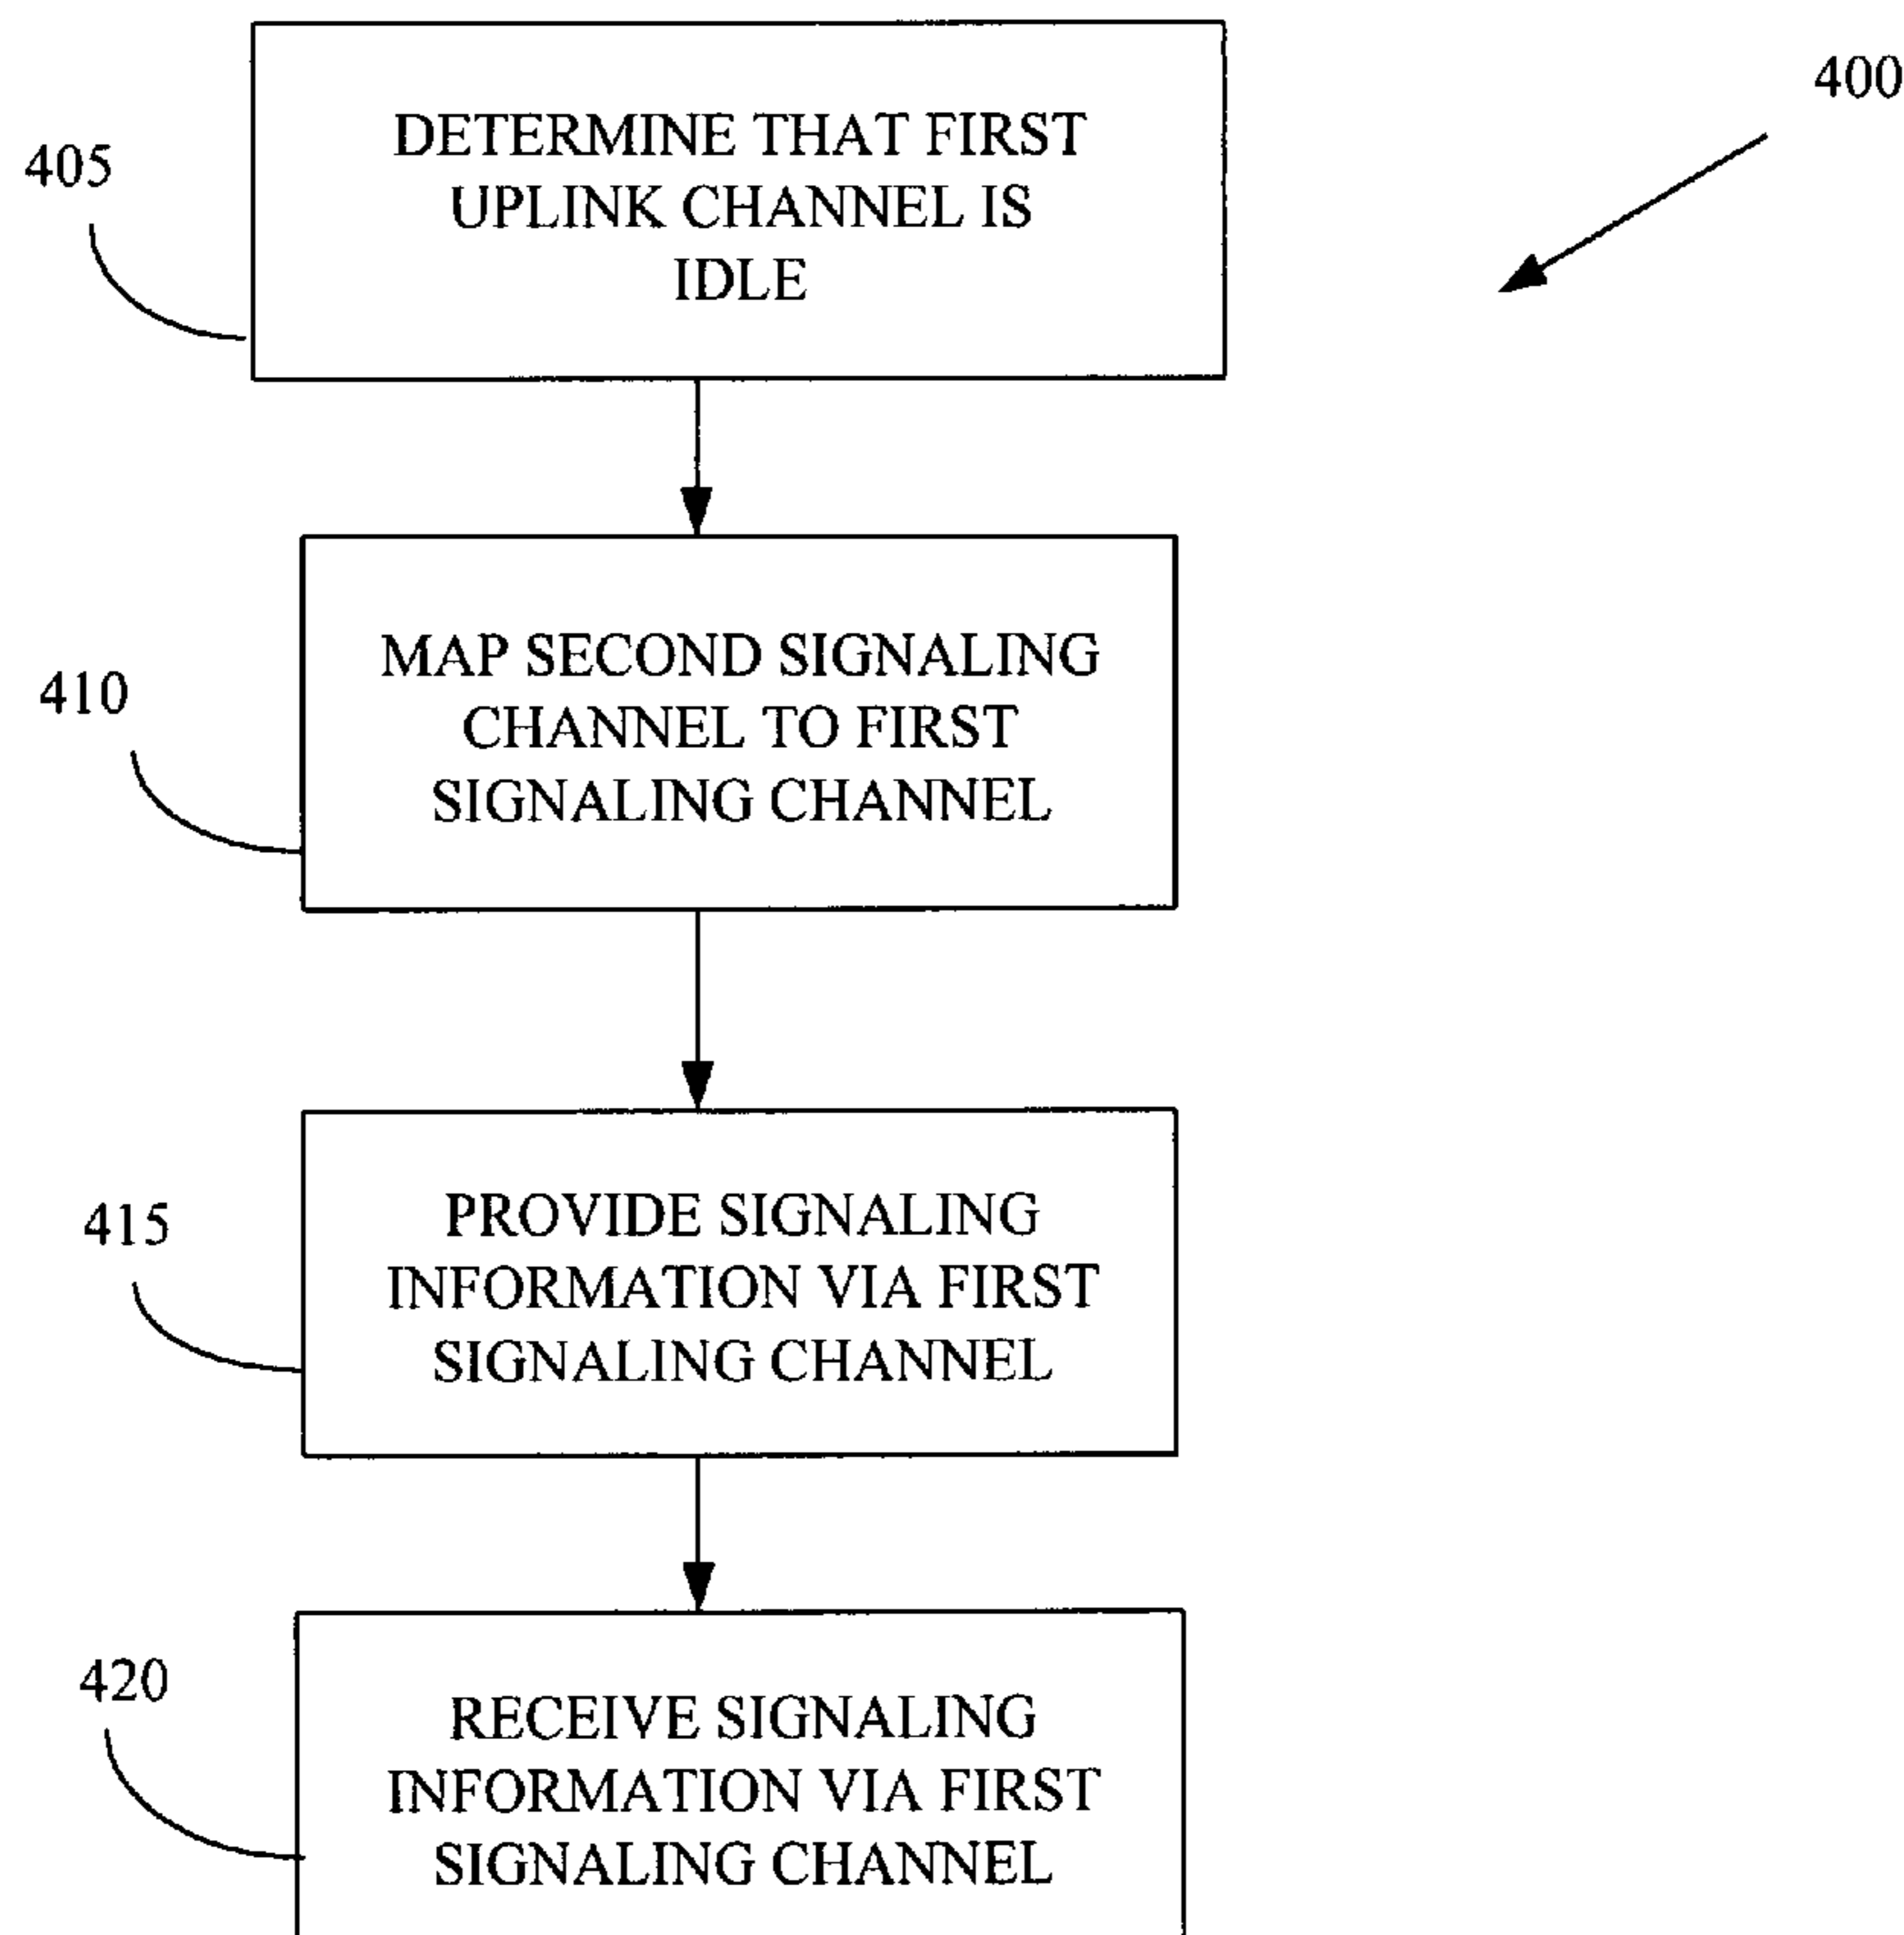 400
405
DETERMINE THAT FIRST
UPLINK CHANNEL IS
IDLE
410
MAP SECOND SIGNALING
CHANNEL TO FIRST
SIGNALING CHANNEL
415
PROVIDE SIGNALING
INFORMATION VIA FIRST
SIGNALING CHANNEL
420
RECEIVE SIGNALING
INFORMATION VIA FIRST
SIGNALING CHANNEL